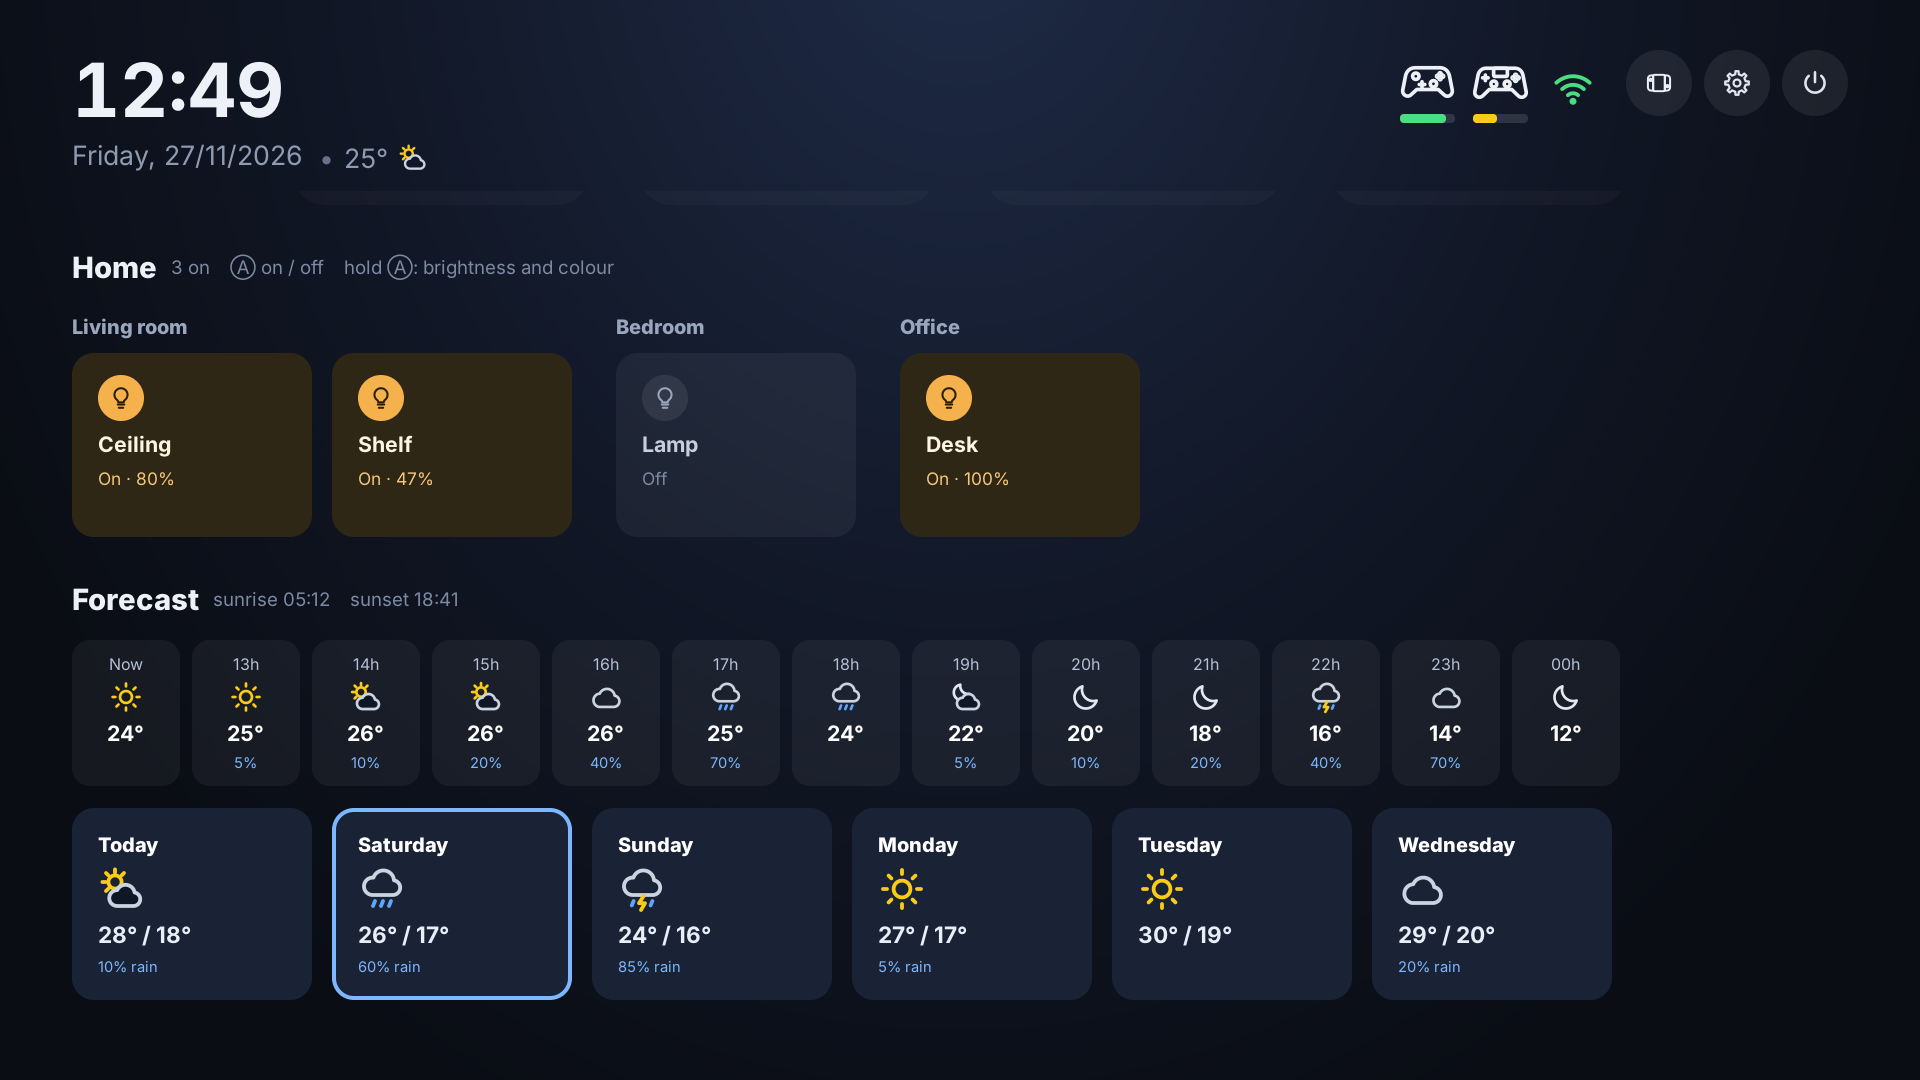 12:49
Friday, 27/11/2026 • 25°
Home 3 on Ⓐ on / off hold Ⓐ: brightness and colour
Living room Bedroom Office
Ceiling
On · 80%
Shelf
On · 47%
Lamp
Off
Desk
On · 100%
Forecast sunrise 05:12 sunset 18:41
Now 13h 14h 15h 16h 17h 18h 19h 20h 21h 22h 23h 00h
24° 25° 26° 26° 26° 25° 24° 22° 20° 18° 16° 14° 12°
5% 10% 20% 40% 70% 5% 10% 20% 40% 70%
Today Saturday Sunday Monday Tuesday Wednesday
28° / 18° 26° / 17° 24° / 16° 27° / 17° 30° / 19° 29° / 20°
10% rain 60% rain 85% rain 5% rain 20% rain